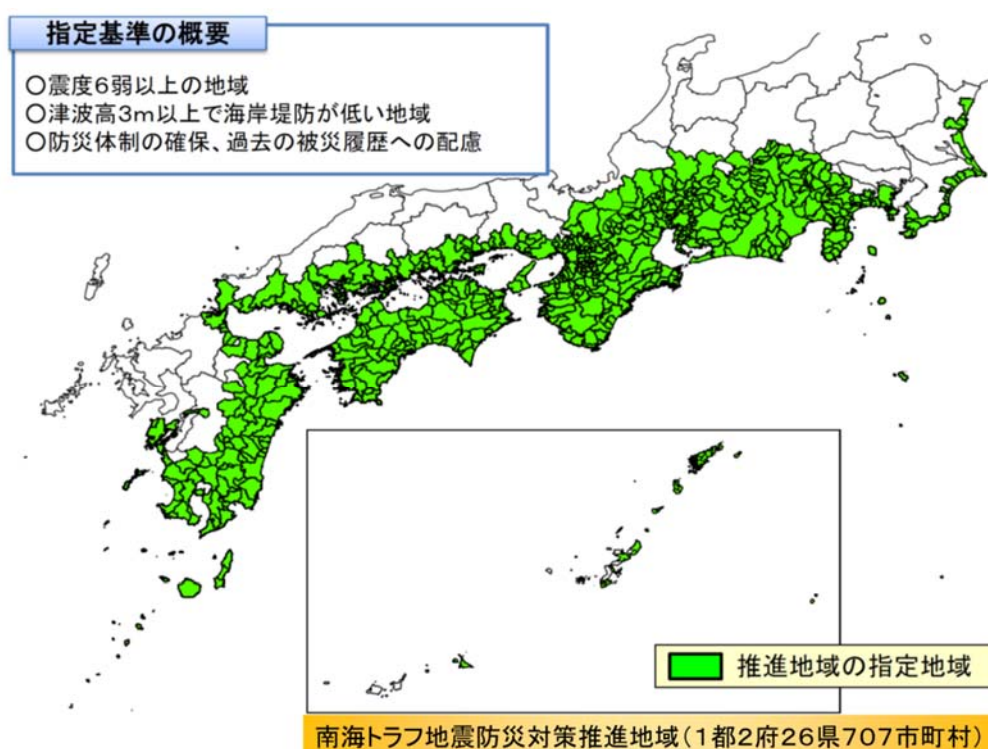 指定基準の概要
○震度6弱以上の地域
○津波高3m以上で海岸堤防が低い地域
○防災体制の確保、過去の被災履歴への配慮
推進地域の指定地域
南海トラフ地震防災対策推進地域(1都2府26県707市町村)